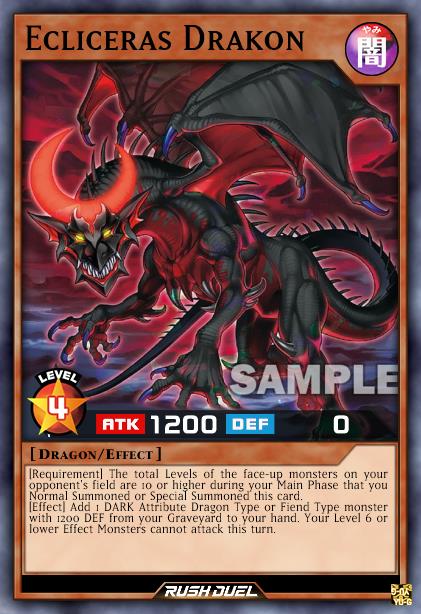 Ecliceras Drakon
やみ
闇
SAMPLE
LEVEL
4
ATK 1200 DEF 0
[Dragon/Effect]
[Requirement] The total Levels of the face-up monsters on your
opponent's field are 10 or higher during your Main Phase that you
Normal Summoned or Special Summoned this card.
[Effect] Add 1 DARK Attribute Dragon Type or Fiend Type monster
with 1200 DEF from your Graveyard to your hand. Your Level 6 or
lower Effect Monsters cannot attack this turn.
RUSH DUEL